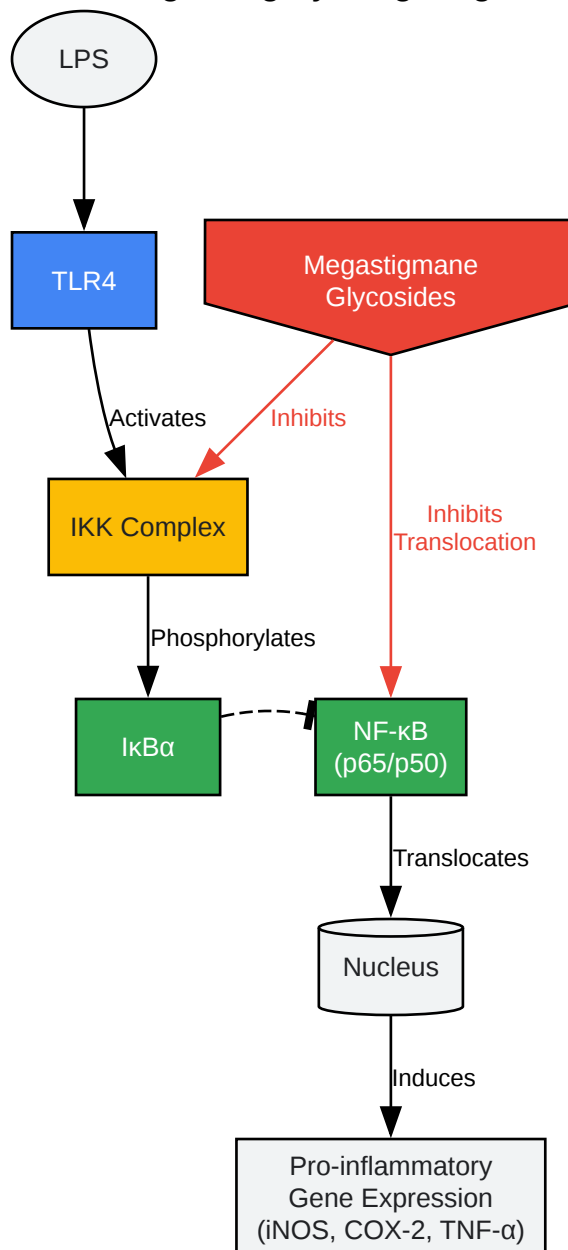 LPS
TLR4
Megastigmane
Glycosides
Activates
Inhibits
IKK Complex
Inhibits
Translocation
Phosphorylates
IκBα
NF-κB
(p65/p50)
Translocates
Nucleus
Induces
Pro-inflammatory
Gene Expression
(iNOS, COX-2, TNF-α)